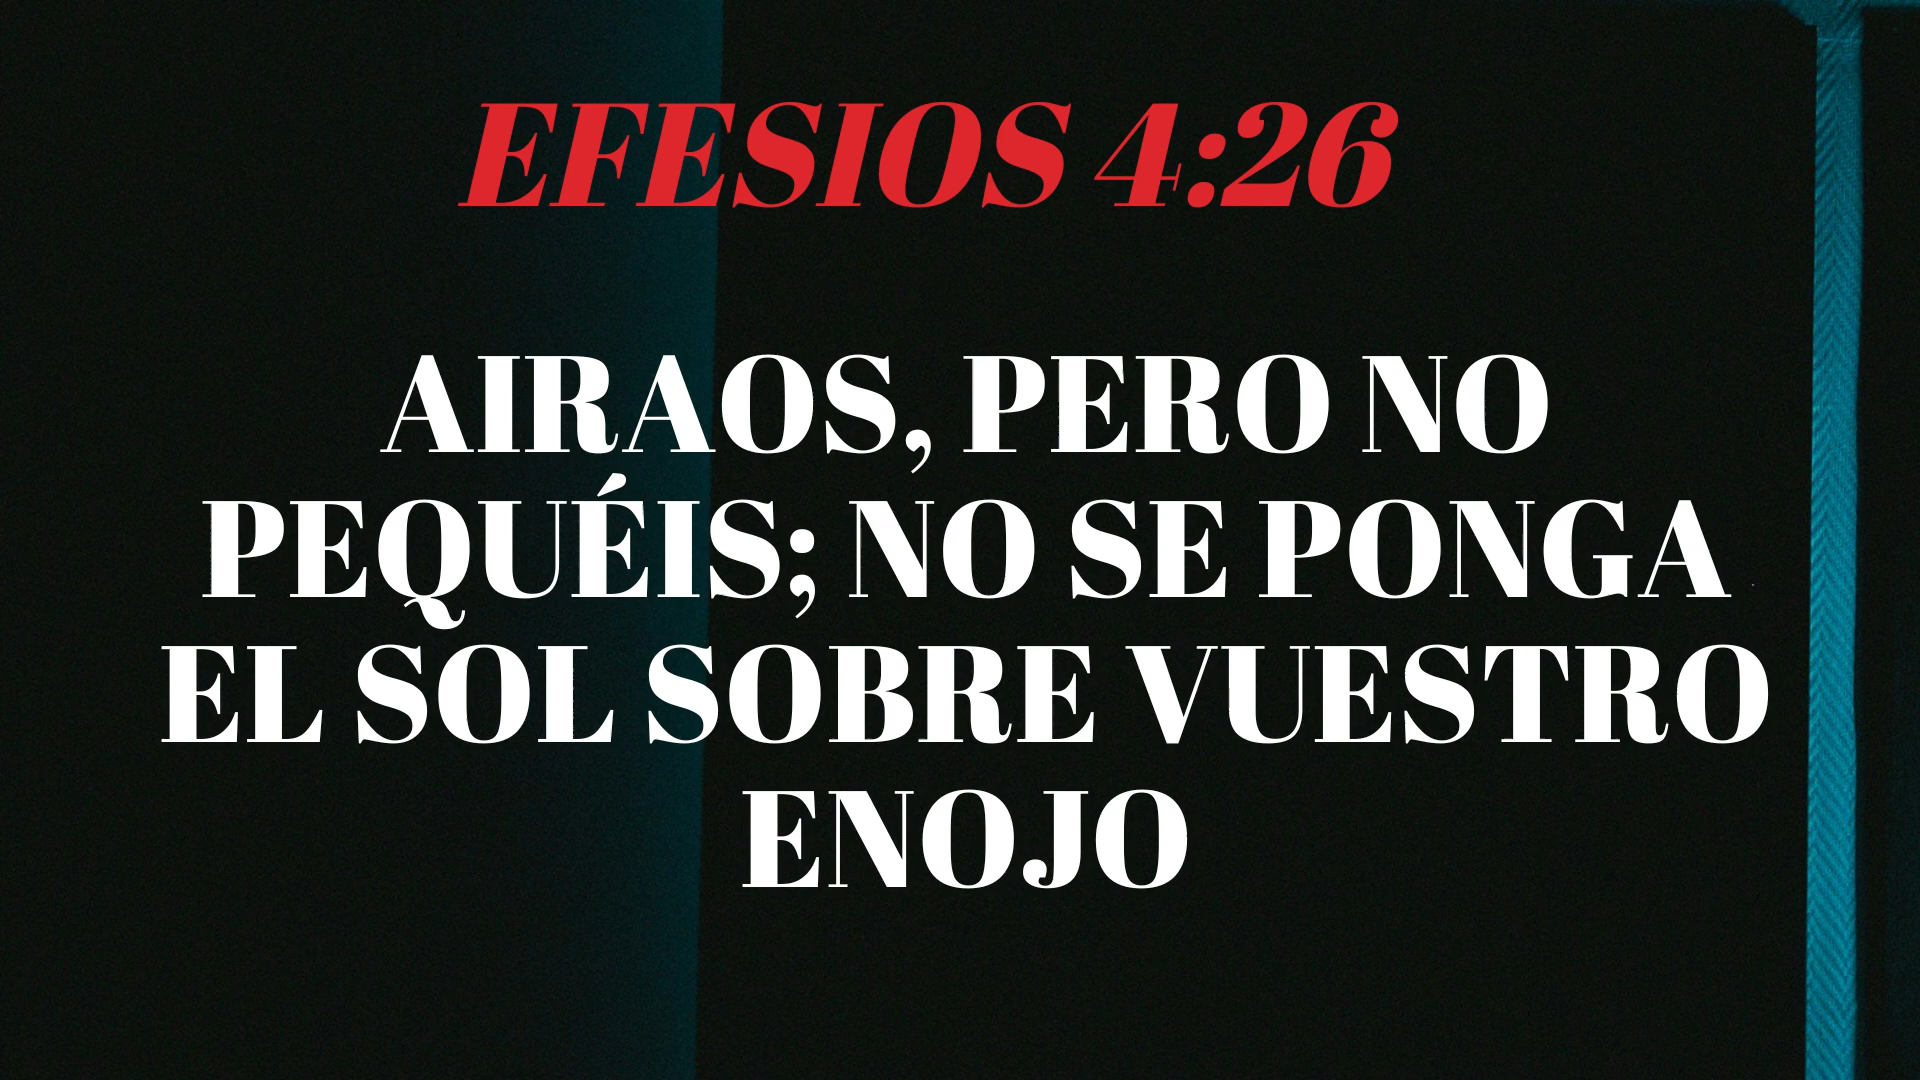 EFESIOS 4:26
AIRAOS, PERO NO
PEQUÉIS; NO SE PONGA
EL SOL SOBRE VUESTRO
ENOJO